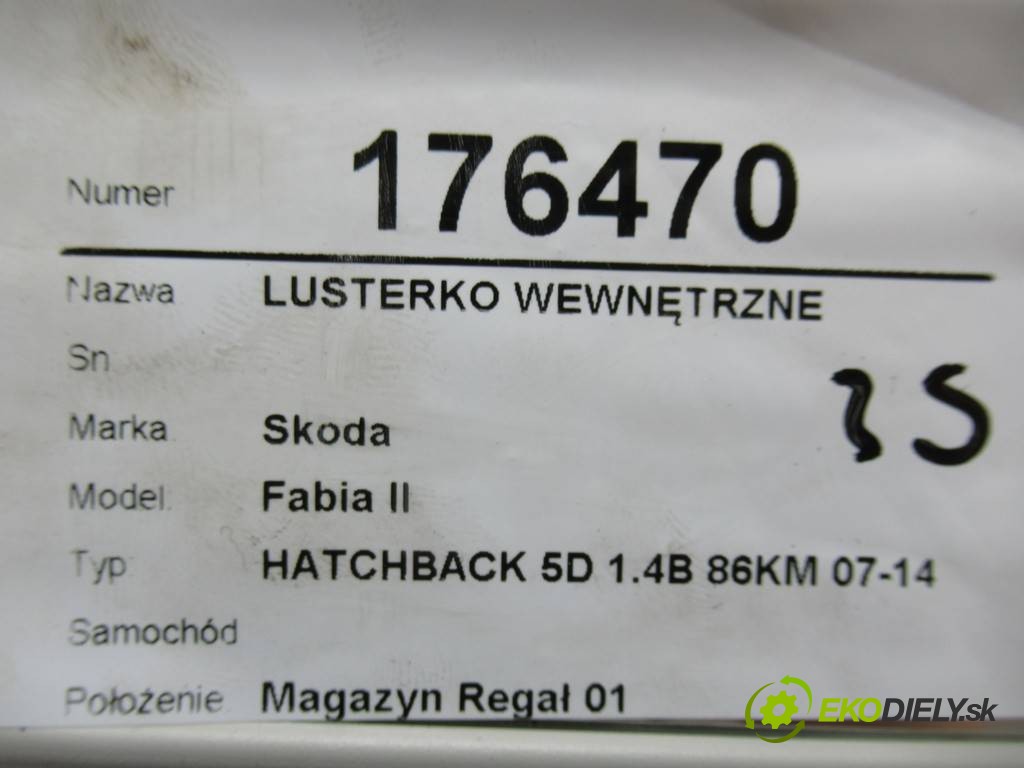 Numer 176470
Nazwa LUSTERKO WEWNĘTRZNE
Sn
35
Marka Skoda
Model Fabia II
Typ HATCHBACK 5D 1.4B 86KM 07-14
Samochód
Położenie Magazyn Regał 01
EKODIELY.sk